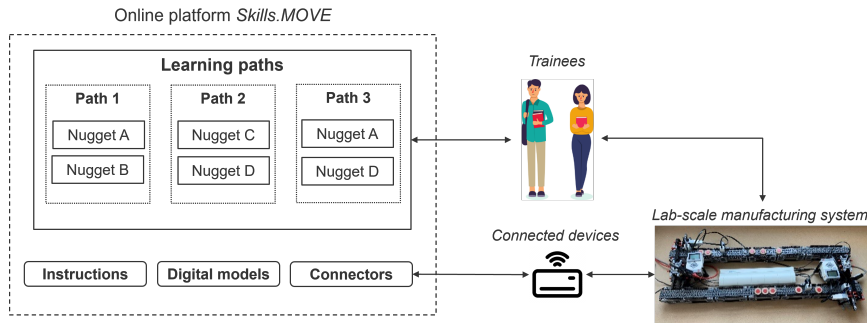 Online platform Skills.MOVE
Learning paths
Path 1
Nugget A
Nugget B
Path 2
Nugget C
Nugget D
Path 3
Nugget A
Nugget D
Instructions
Digital models
Connectors
Trainees
Connected devices
Lab-scale manufacturing system